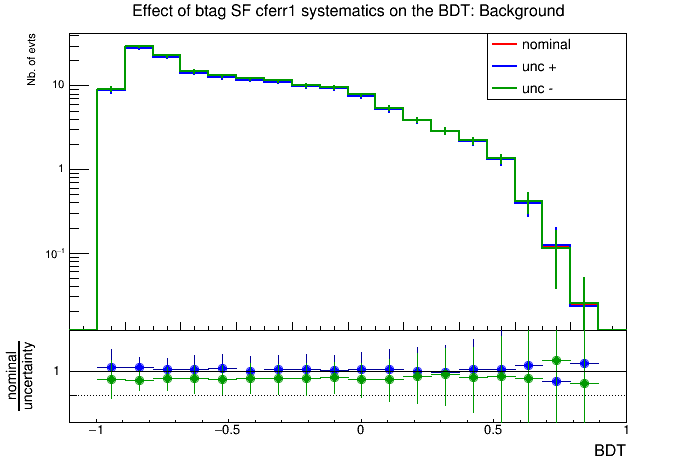 Effect of btag SF cferr1 systematics on the BDT: Background
Nb. of evts
nominal
unc +
unc -
10
1
10⁻¹
nominal
uncertainty
1
−1
−0.5
0
0.5
1
BDT